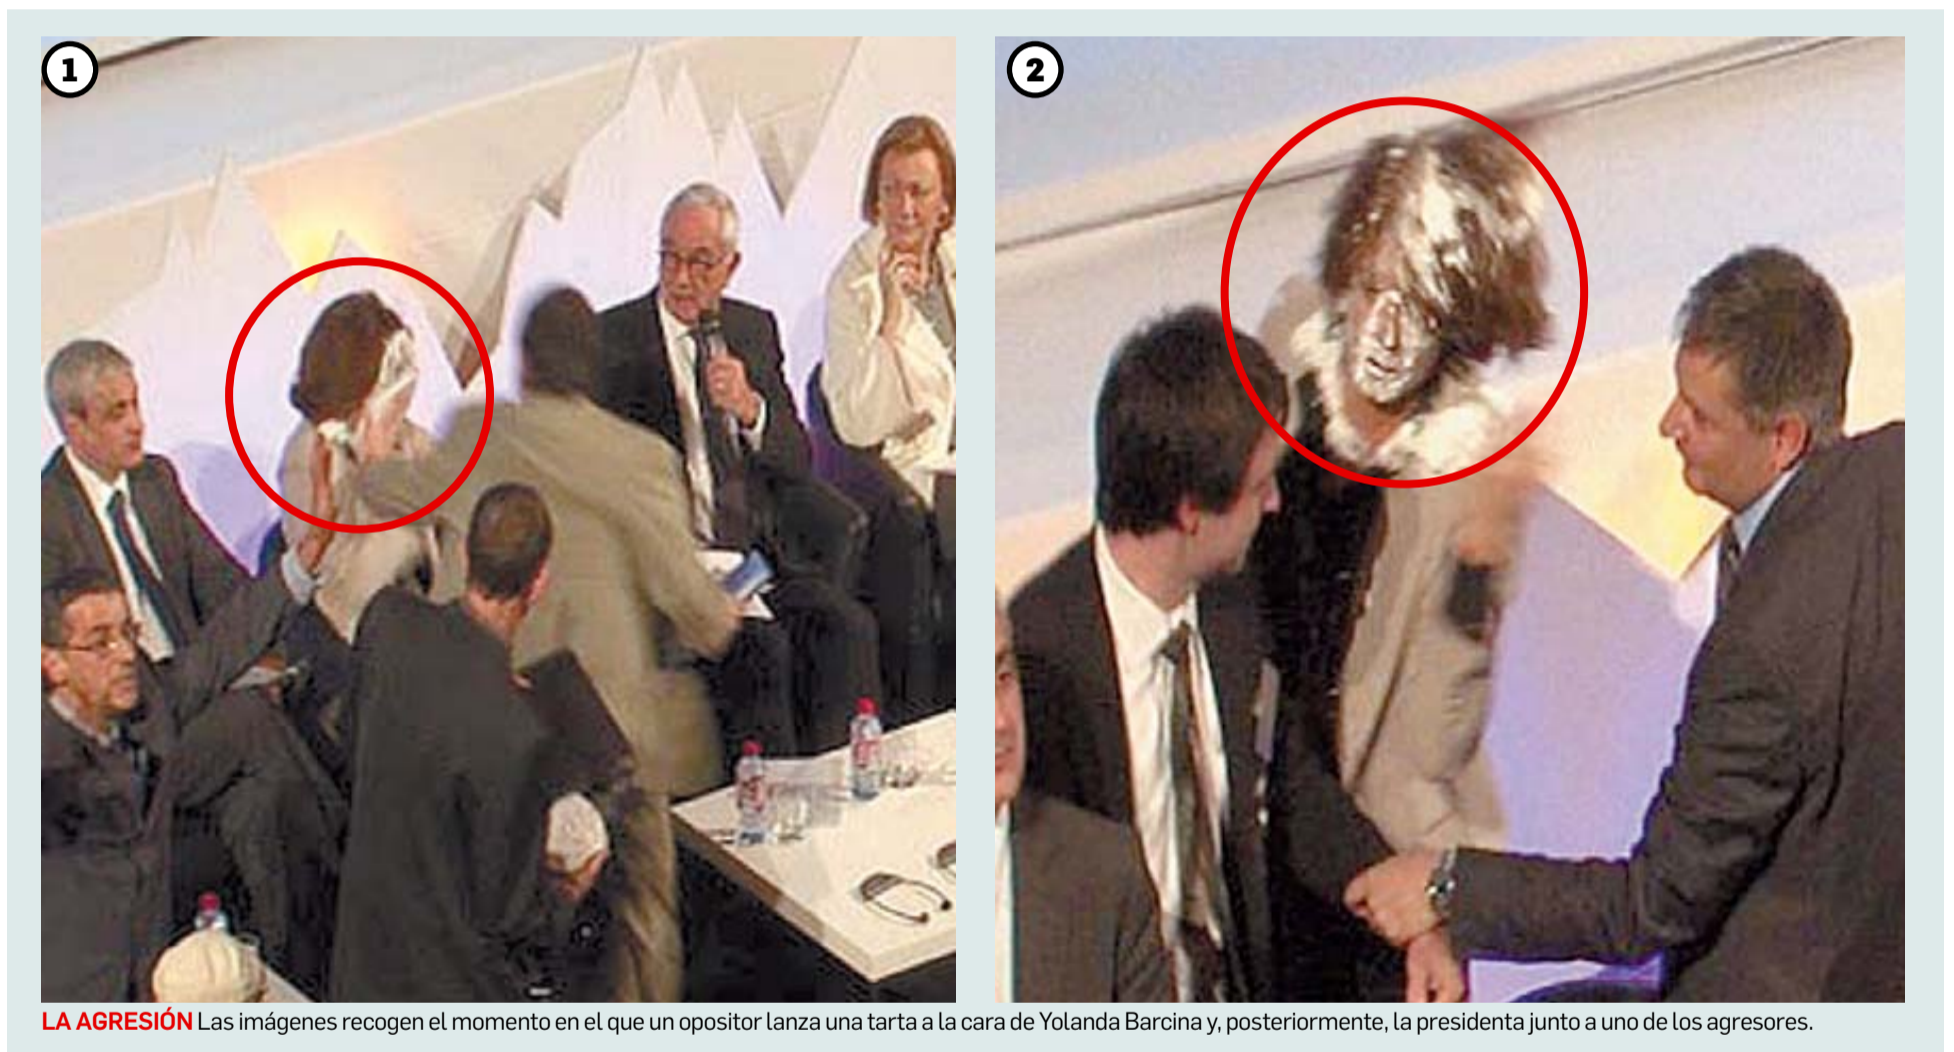 1
2
LA AGRESIÓN Las imágenes recogen el momento en el que un opositor lanza una tarta a la cara de Yolanda Barcina y, posteriormente, la presidenta junto a uno de los agresores.